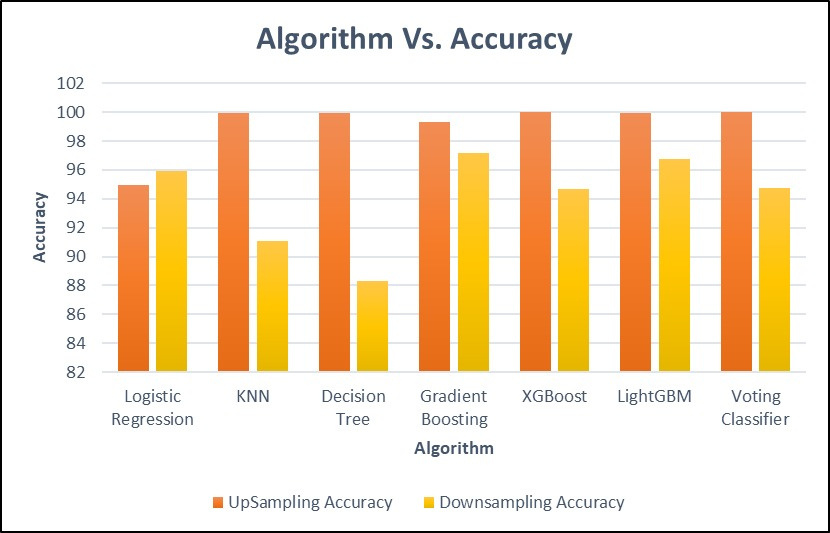 Algorithm Vs. Accuracy
102
100
98
96
94
92
90
88
86
84
82
Accuracy
Logistic
Regression
KNN
Decision
Tree
Gradient
Boosting
XGBoost
LightGBM
Voting
Classifier
Algorithm
UpSampling Accuracy
Downsampling Accuracy